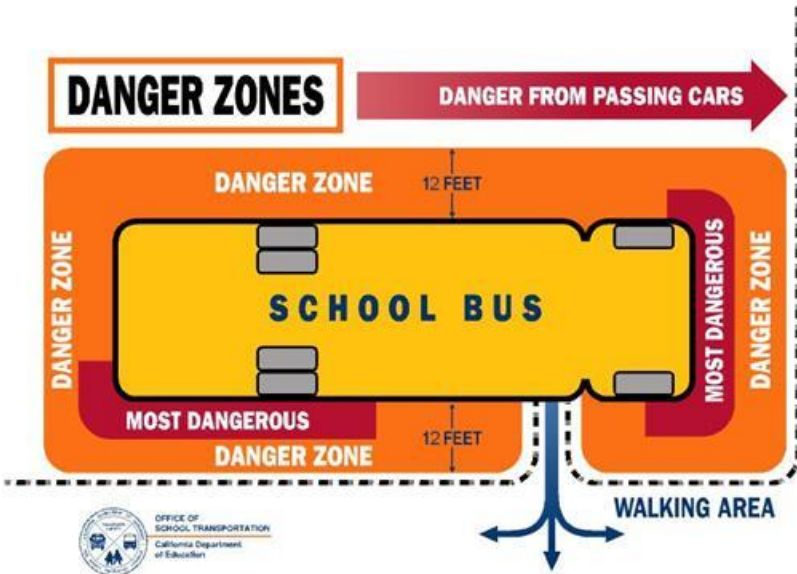 DANGER ZONES
DANGER FROM PASSING CARS
DANGER ZONE
12 FEET
DANGER ZONE
SCHOOL BUS
MOST DANGEROUS
DANGER ZONE
MOST DANGEROUS
12 FEET
DANGER ZONE
WALKING AREA
OFFICE OF
SCHOOL TRANSPORTATION
California Department
of Education